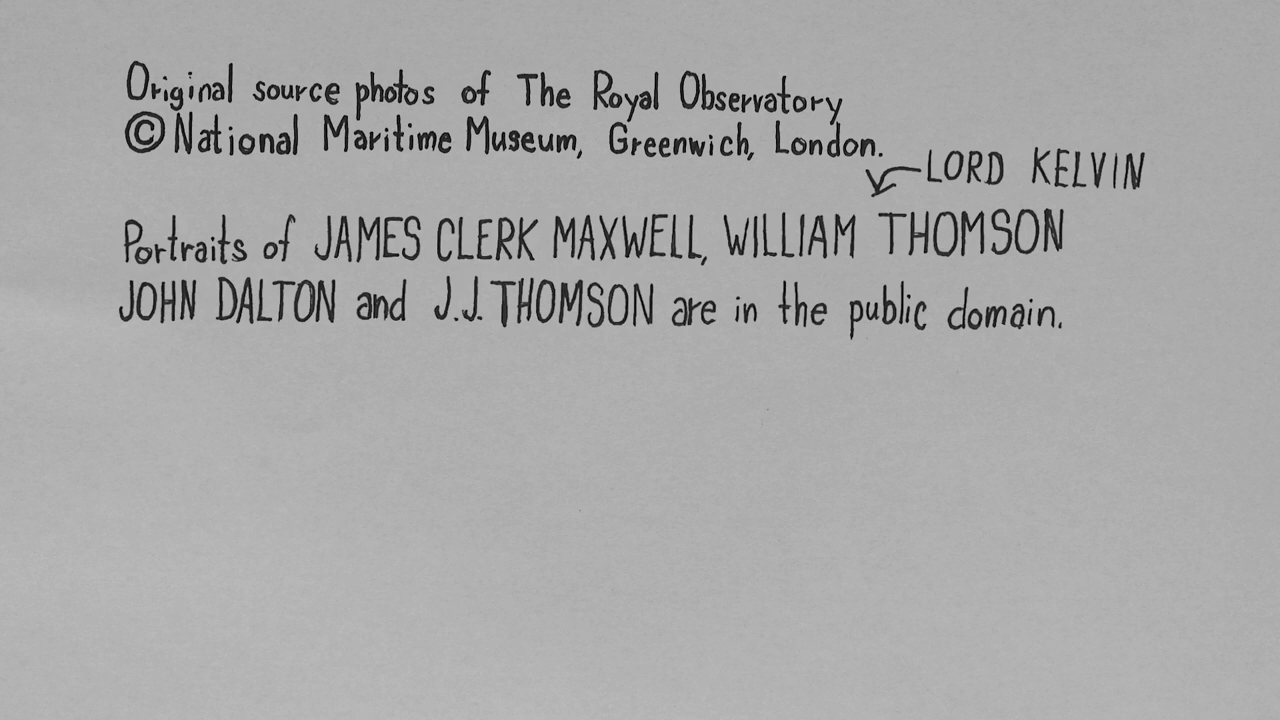 Original source photos of The Royal Observatory
© National Maritime Museum, Greenwich, London.
LORD KELVIN
Portraits of JAMES CLERK MAXWELL, WILLIAM THOMSON
JOHN DALTON and J.J. THOMSON are in the public domain.